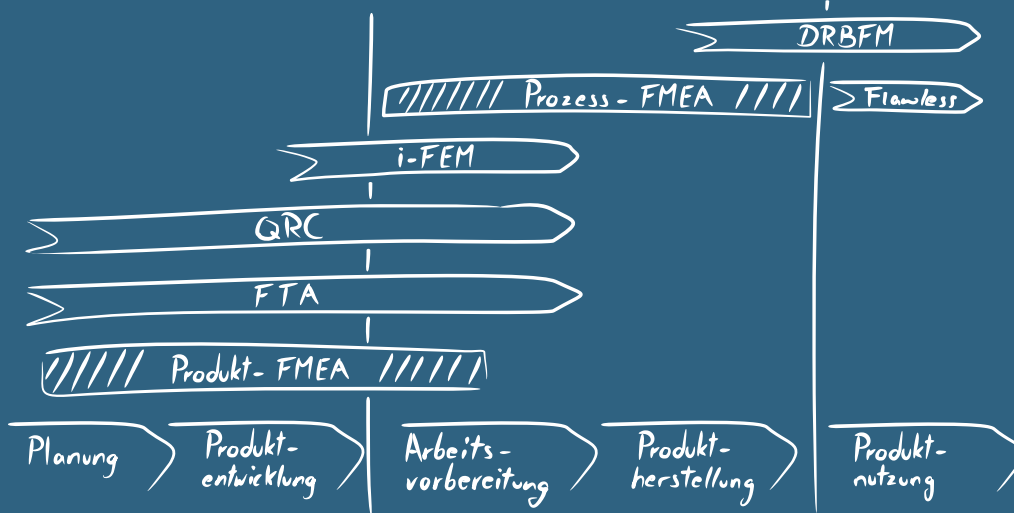 DRBFM
Prozess-FMEA
Flawless
i-FEM
QRC
FTA
Produkt-FMEA
Planung
Produkt-
entwicklung
Arbeits-
vorbereitung
Produkt-
herstellung
Produkt-
nutzung